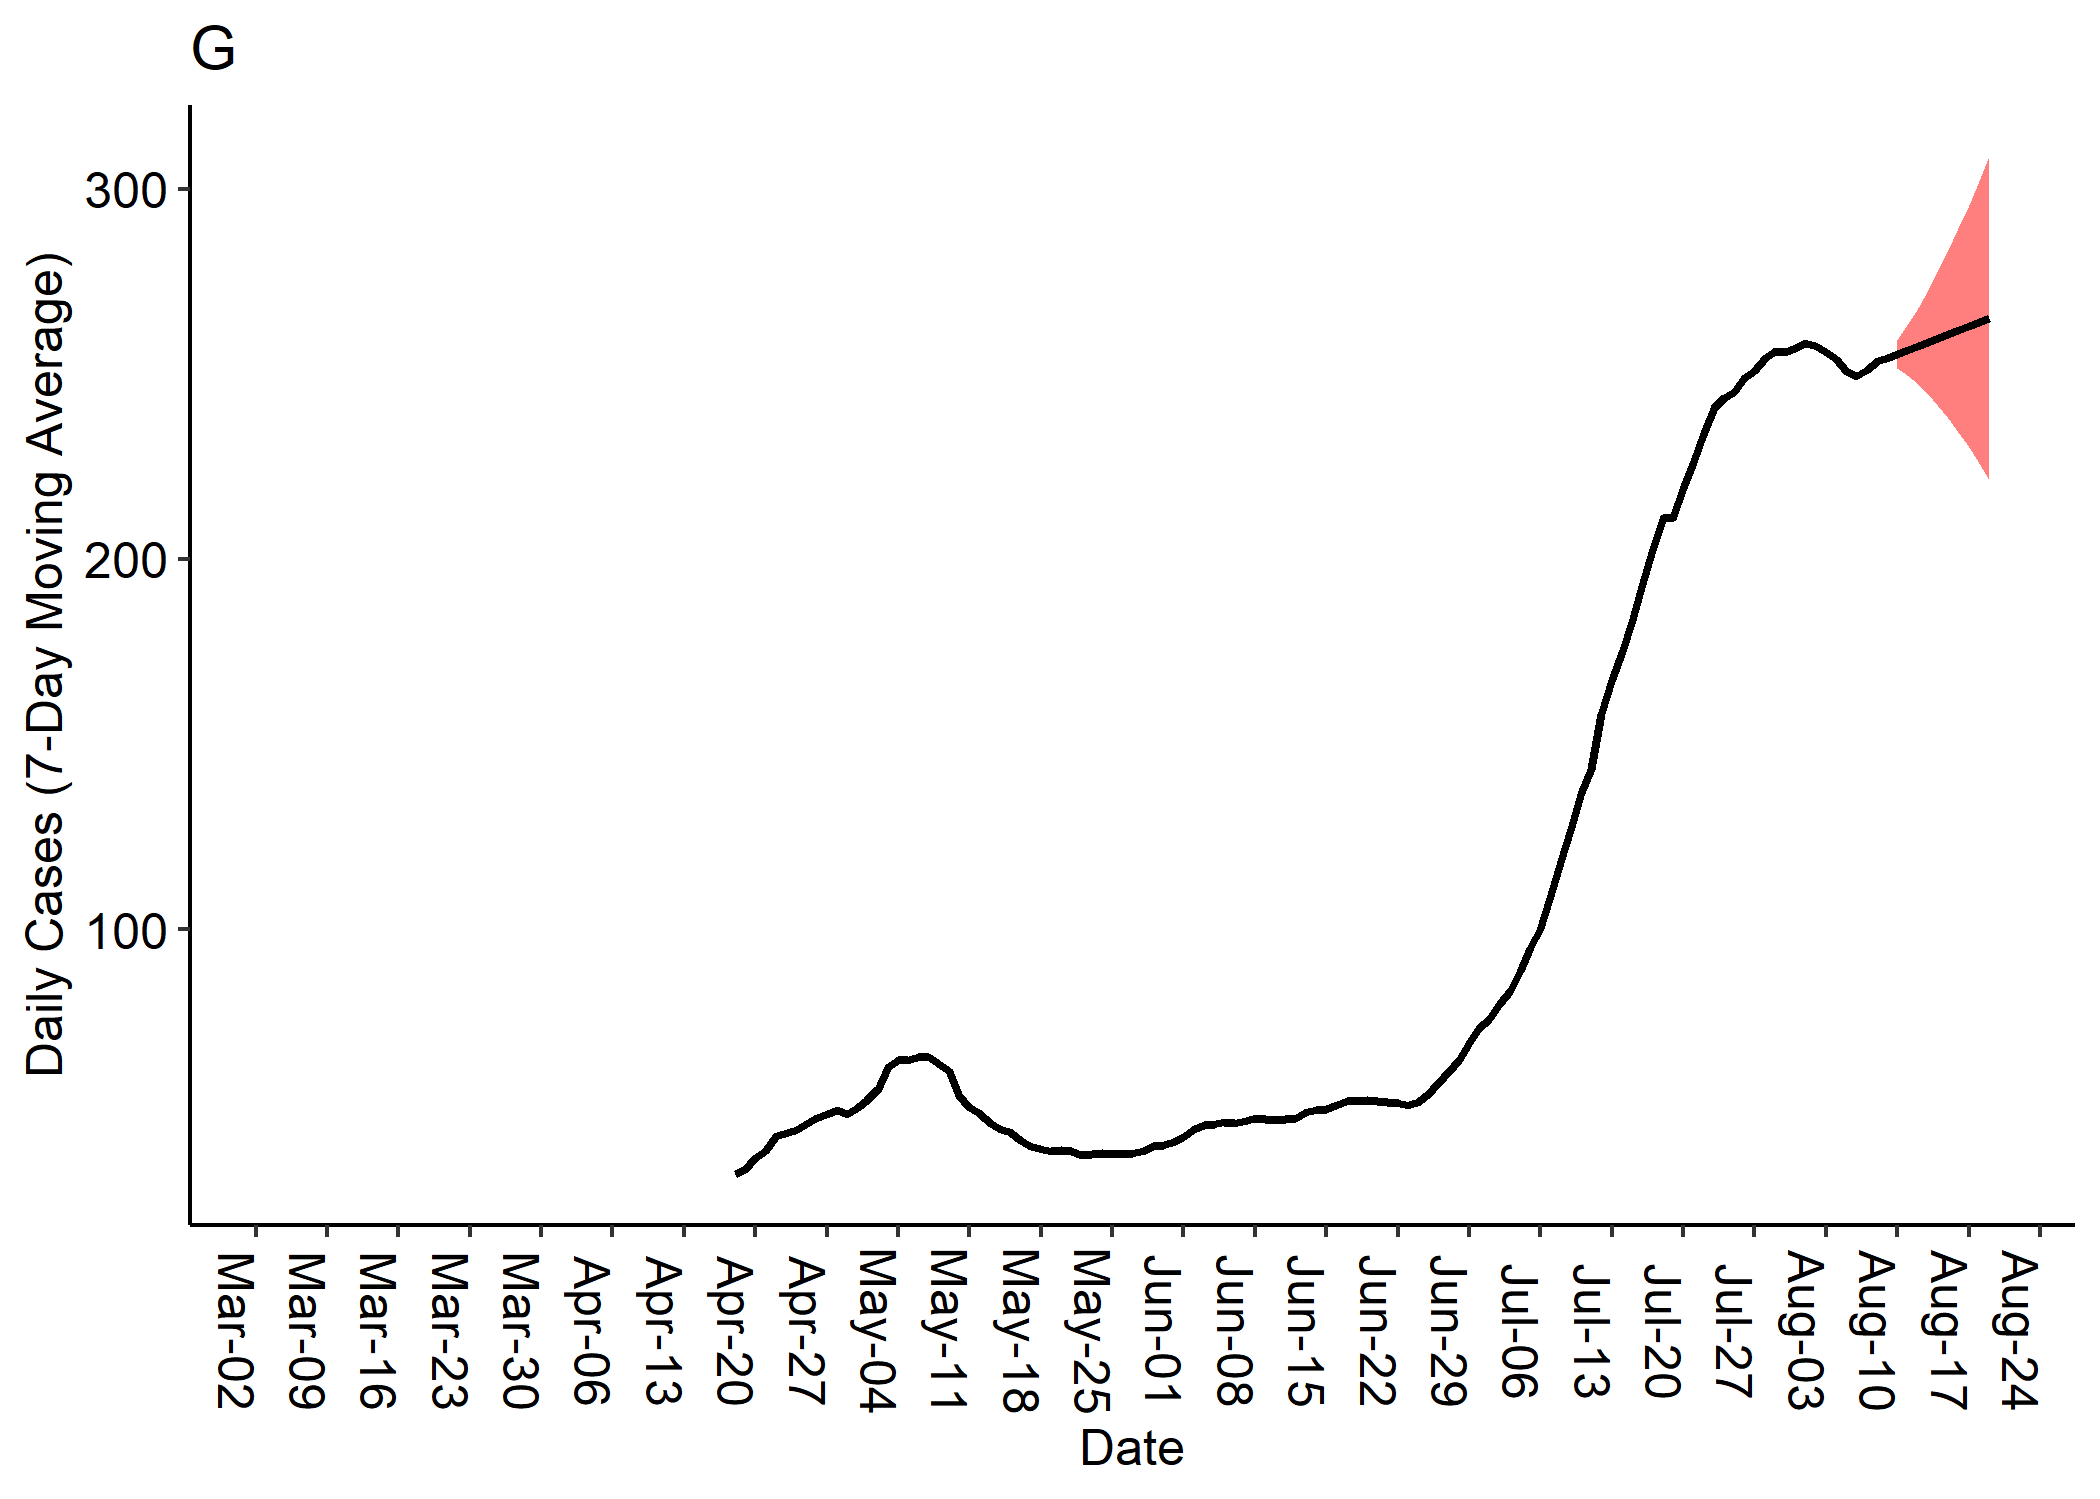 G
Daily Cases (7-Day Moving Average)
300
200
100
Mar-02
Mar-09
Mar-16
Mar-23
Mar-30
Apr-06
Apr-13
Apr-20
Apr-27
May-04
May-11
May-18
May-25
Jun-01
Jun-08
Jun-15
Jun-22
Jun-29
Jul-06
Jul-13
Jul-20
Jul-27
Aug-03
Aug-10
Aug-17
Aug-24
Date